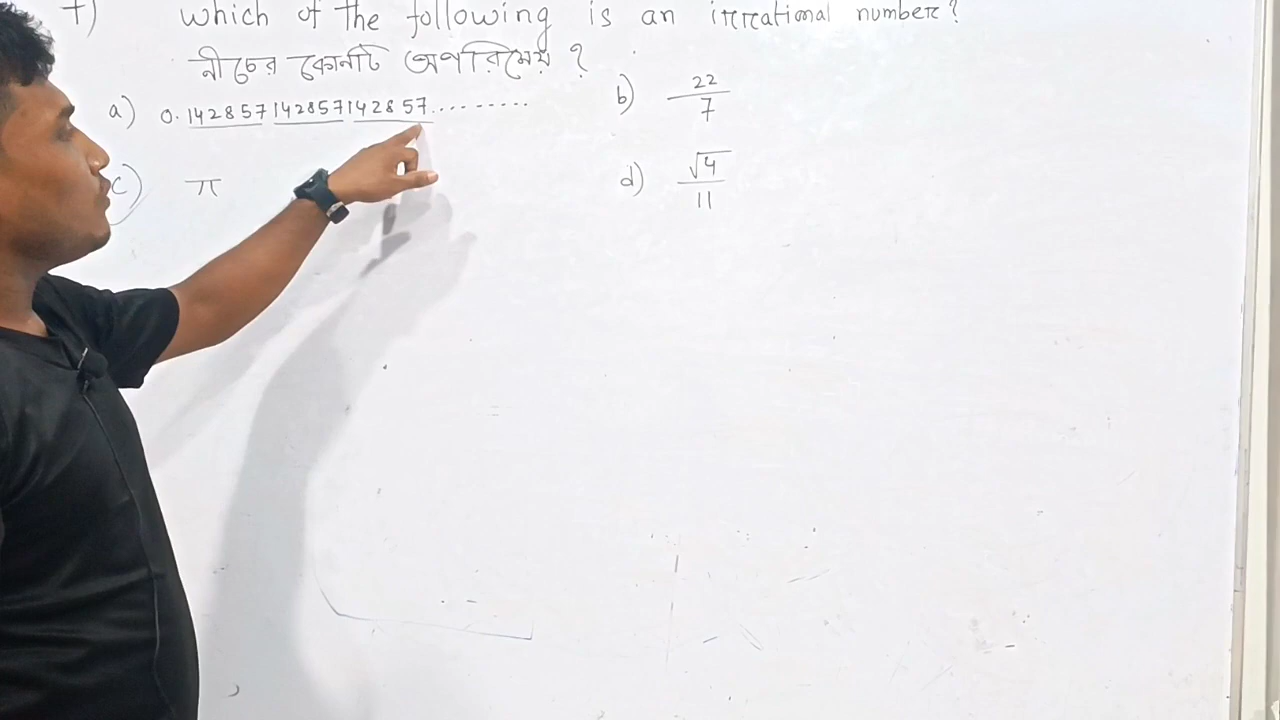 7) Which of the following is an irrational number?
নীচের কোনটি অপরিমেয় ?
a) 0.142857142857142857......... b) 22/7
c) π d) √4/11